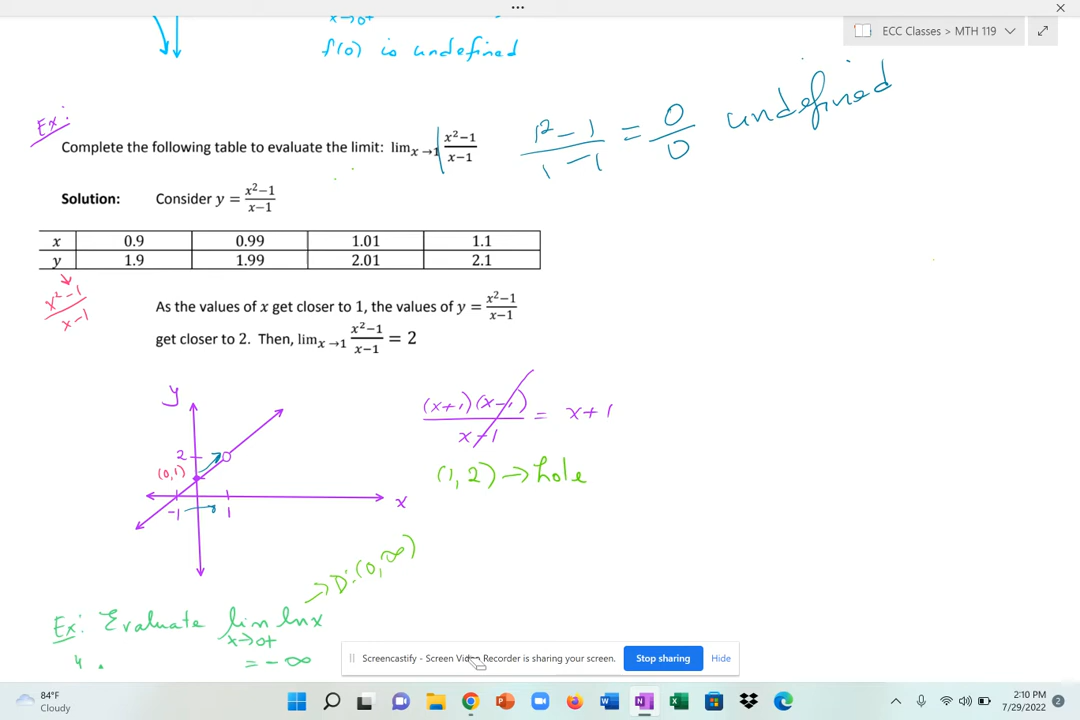 x→0+
f(0) is undefined
ECC Classes > MTH 119
Ex:
Complete the following table to evaluate the limit: lim x→1 x²−1/x−1
1²−1/1−1 = 0/0 undefined
Solution: Consider y = x²−1/x−1
x 0.9 0.99 1.01 1.1
y 1.9 1.99 2.01 2.1
x²−1/x−1
As the values of x get closer to 1, the values of y = x²−1/x−1
get closer to 2. Then, lim x→1 x²−1/x−1 = 2
y
(x+1)(x−1)/x−1 = x+1
2
(0,1)
(1,2) → hole
−1 1 x
→ D: (0,∞)
Ex: Evaluate lim x→0+ ln x
= −∞
Screencastify - Screen Video Recorder is sharing your screen. Stop sharing Hide
84°F
Cloudy
2:10 PM
7/29/2022